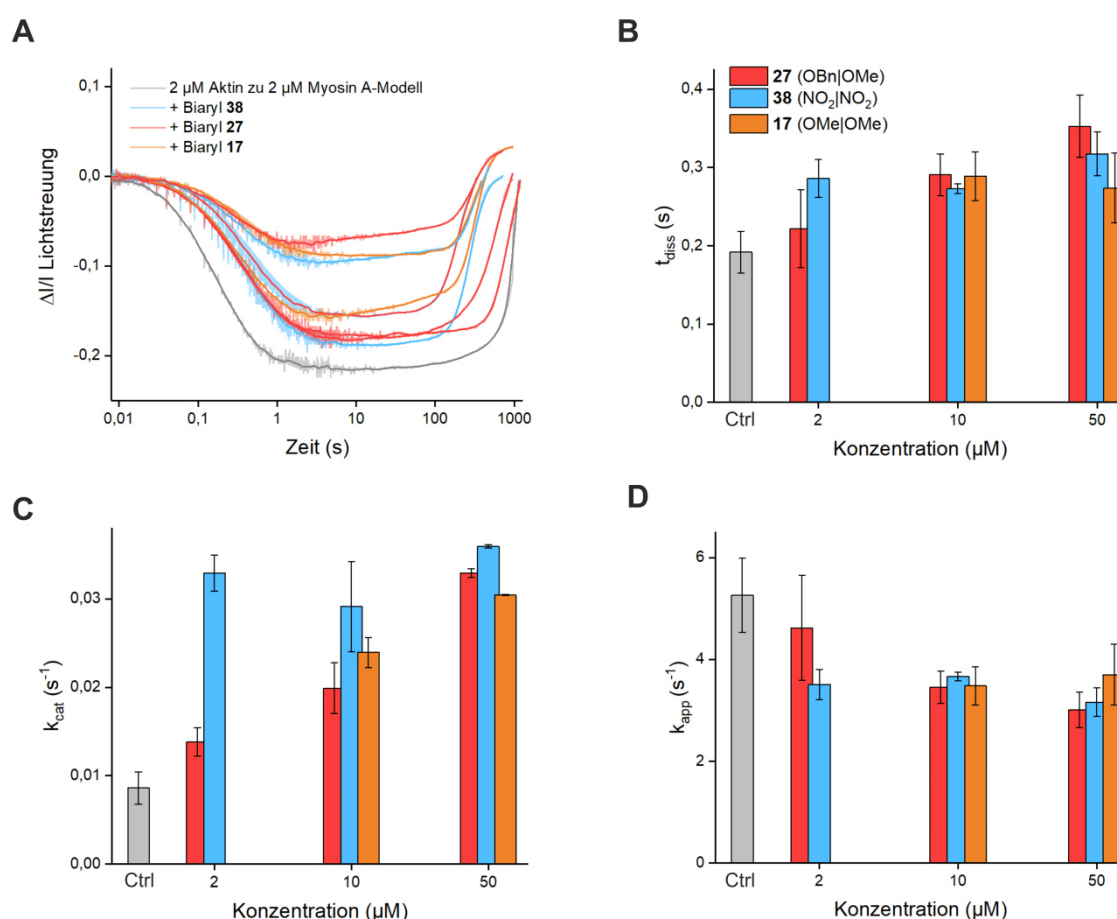 A
0,1
0,0
-0,1
-0,2
ΔI/I Lichtstreuung
2 µM Aktin zu 2 µM Myosin A-Modell
+ Biaryl 38
+ Biaryl 27
+ Biaryl 17
0,01 0,1 1 10 100 1000
Zeit (s)
B
0,4
0,3
0,2
0,1
0,0
t_diss (s)
27 (OBn|OMe)
38 (NO₂|NO₂)
17 (OMe|OMe)
Ctrl 2 10 50
Konzentration (µM)
C
0,03
0,02
0,01
0,00
k_cat (s⁻¹)
Ctrl 2 10 50
Konzentration (µM)
D
6
4
2
0
k_app (s⁻¹)
Ctrl 2 10 50
Konzentration (µM)